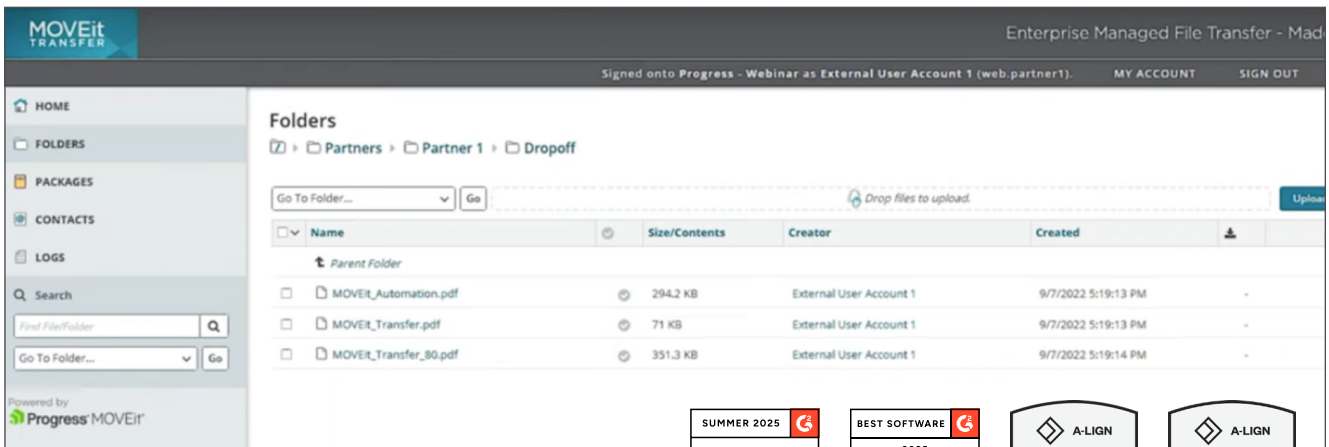 MOVEit
TRANSFER
Enterprise Managed File Transfer - Mad
Signed onto Progress - Webinar as External User Account 1 (web.partner1). MY ACCOUNT SIGN OUT
HOME
FOLDERS
PACKAGES
CONTACTS
LOGS
Search
Find File/Folder
Go To Folder... Go
Powered by
Progress MOVEit
Folders
Partners Partner 1 Dropoff
Go To Folder... Go Drop files to upload. Uploa
Name Size/Contents Creator Created
Parent Folder
MOVEit_Automation.pdf 294.2 KB External User Account 1 9/7/2022 5:19:13 PM -
MOVEit_Transfer.pdf 71 KB External User Account 1 9/7/2022 5:19:13 PM -
MOVEit_Transfer_80.pdf 351.3 KB External User Account 1 9/7/2022 5:19:14 PM -
SUMMER 2025 G2
BEST SOFTWARE G2
A-LIGN
A-LIGN